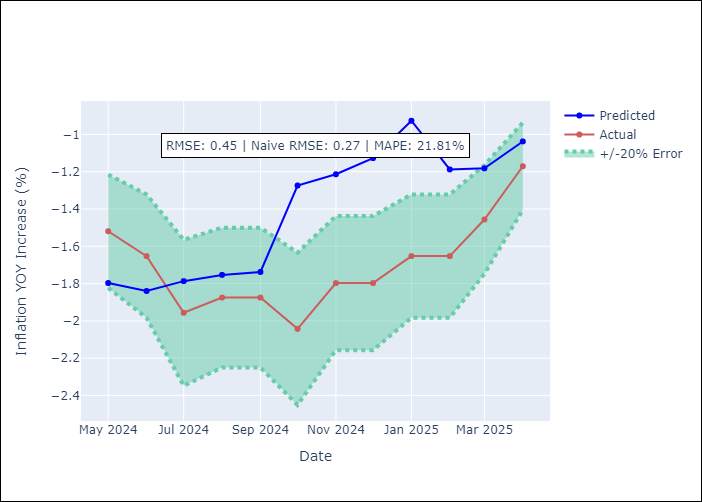 Predicted
Actual
+/-20% Error
RMSE: 0.45 | Naive RMSE: 0.27 | MAPE: 21.81%
Inflation YOY Increase (%)
−1
−1.2
−1.4
−1.6
−1.8
−2
−2.2
−2.4
May 2024
Jul 2024
Sep 2024
Nov 2024
Jan 2025
Mar 2025
Date